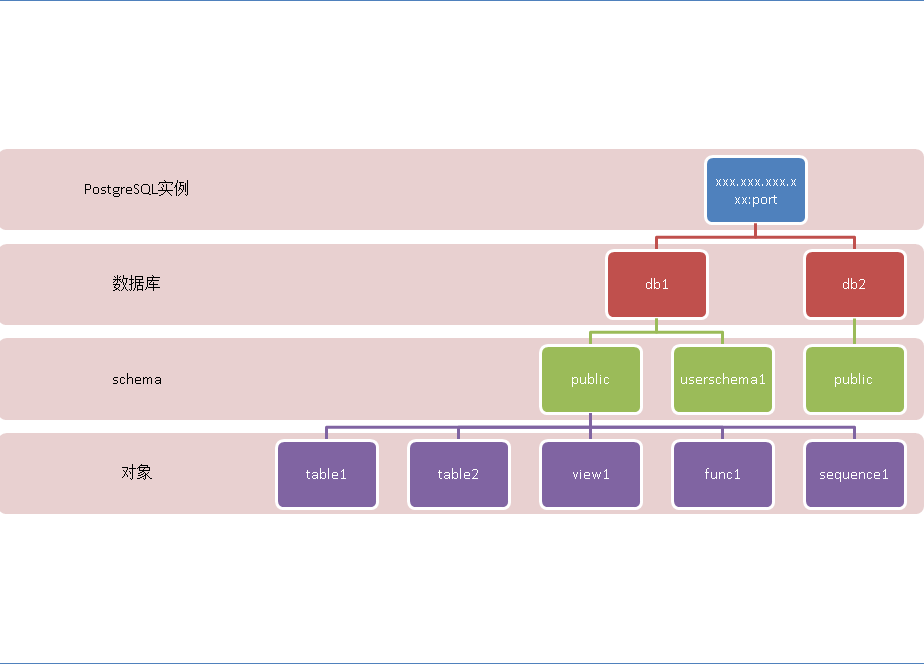 PostgreSQL实例
xxx.xxx.xxx.x
xx:port
数据库
db1
db2
schema
public
userschema1
public
对象
table1
table2
view1
func1
sequence1